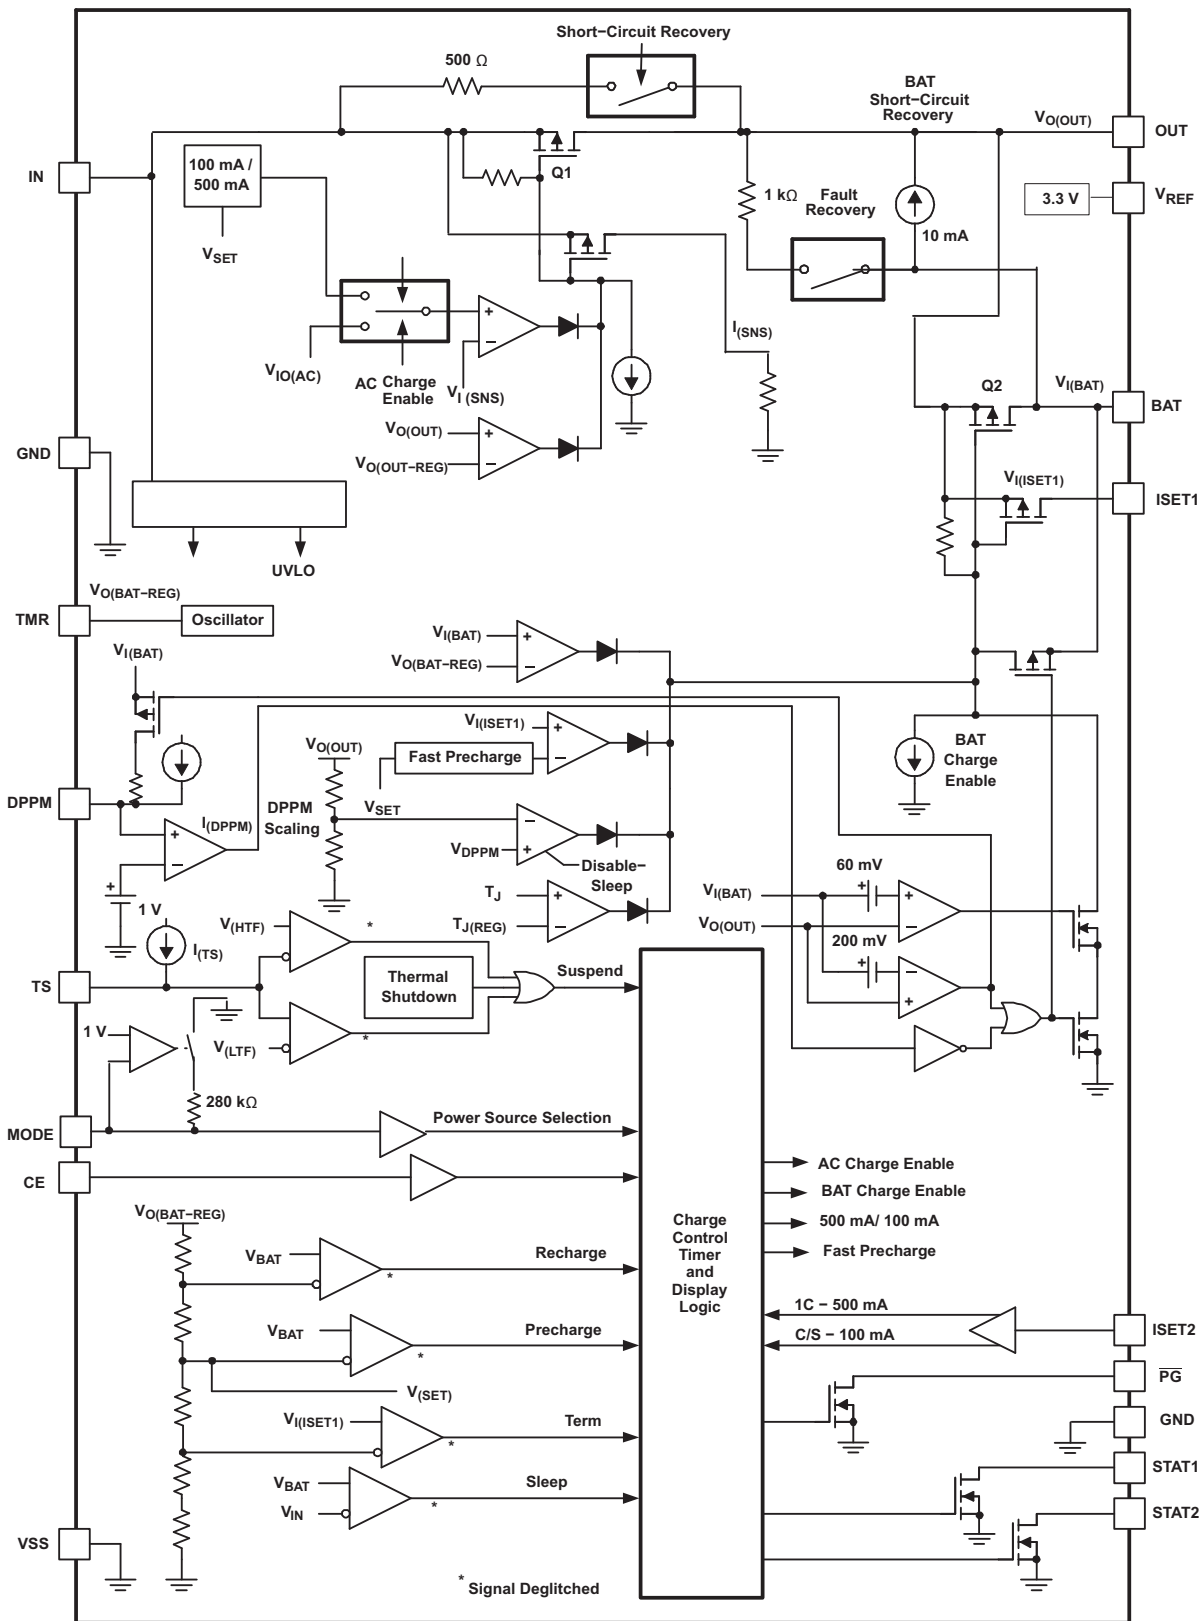 Short−Circuit Recovery
500 Ω
BAT
Short−Circuit
Recovery
VO(OUT)
OUT
IN
100 mA /
500 mA
Q1
1 kΩ
Fault
Recovery
3.3 V
VREF
VSET
10 mA
I(SNS)
VIO(AC)
AC Charge
Enable
VI (SNS)
Q2
VI(BAT)
BAT
VO(OUT)
VO(OUT−REG)
GND
VI(ISET1)
ISET1
UVLO
VO(BAT−REG)
TMR
Oscillator
VI(BAT)
VO(BAT−REG)
VI(BAT)
VI(ISET1)
Fast Precharge
VO(OUT)
BAT
Charge
Enable
DPPM
VSET
I(DPPM)
DPPM
Scaling
VDPPM
Disable−
Sleep
60 mV
+
1 V
TJ
TJ(REG)
VI(BAT)
VO(OUT)
V(HTF)
*
I(TS)
200 mV
TS
Thermal
Shutdown
Suspend
1 V
V(LTF)
*
280 kΩ
MODE
Power Source Selection
CE
AC Charge Enable
BAT Charge Enable
500 mA/ 100 mA
Fast Precharge
VO(BAT−REG)
Charge
Control
Timer
and
Display
Logic
VBAT
*
Recharge
1C − 500 mA
C/S − 100 mA
ISET2
VBAT
*
Precharge
PG
V(SET)
VI(ISET1)
*
Term
GND
STAT1
VBAT
VIN
*
Sleep
STAT2
VSS
* Signal Deglitched